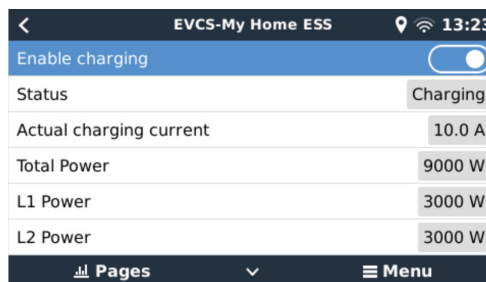 EVCS-My Home ESS 13:23
Enable charging
Status Charging
Actual charging current 10.0 A
Total Power 9000 W
L1 Power 3000 W
L2 Power 3000 W
Pages Menu